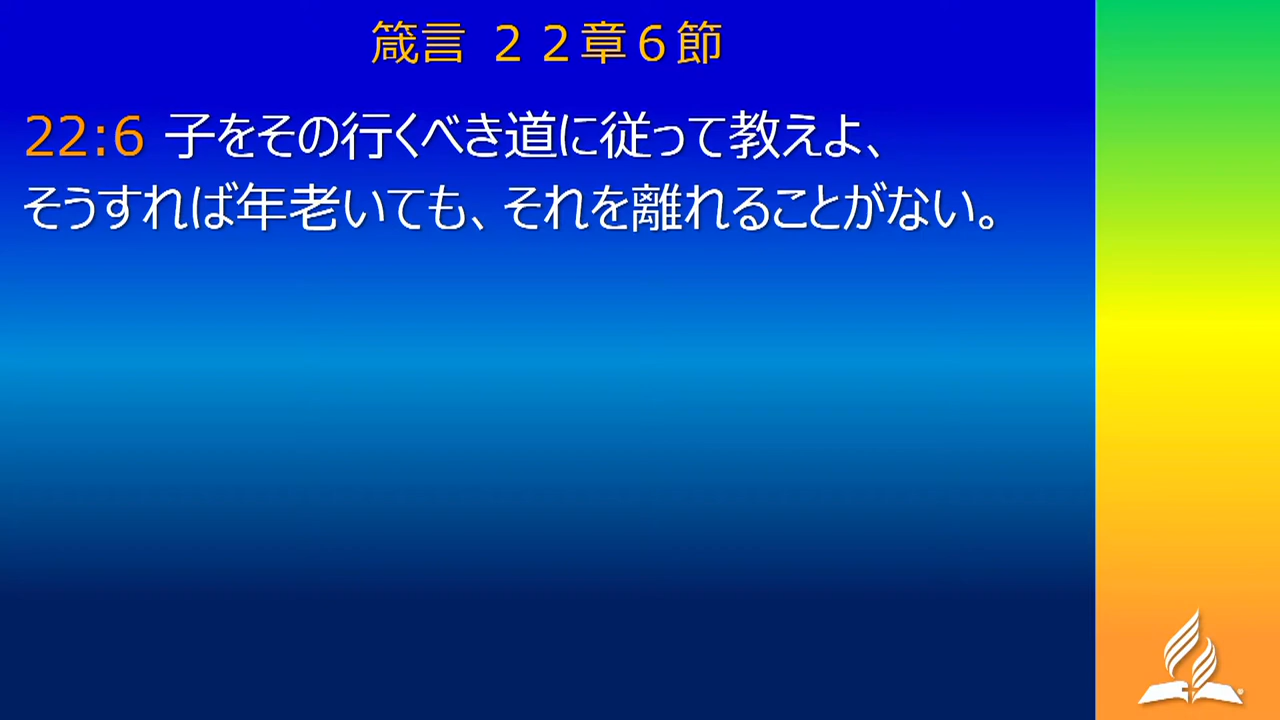 箴言 ２２章６節
22:6 子をその行くべき道に従って教えよ、
そうすれば年老いても、それを離れることがない。